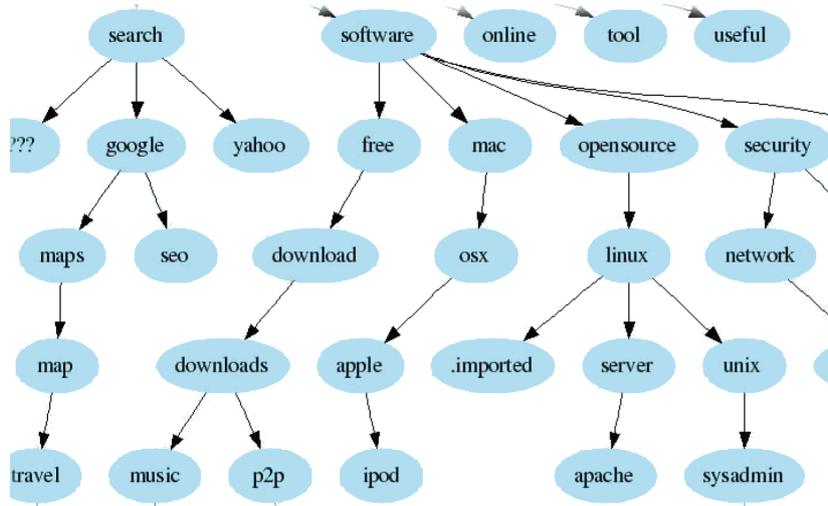 search software online tool useful
??? google yahoo free mac opensource security
maps seo download osx linux network
map downloads apple .imported server unix
travel music p2p ipod apache sysadmin